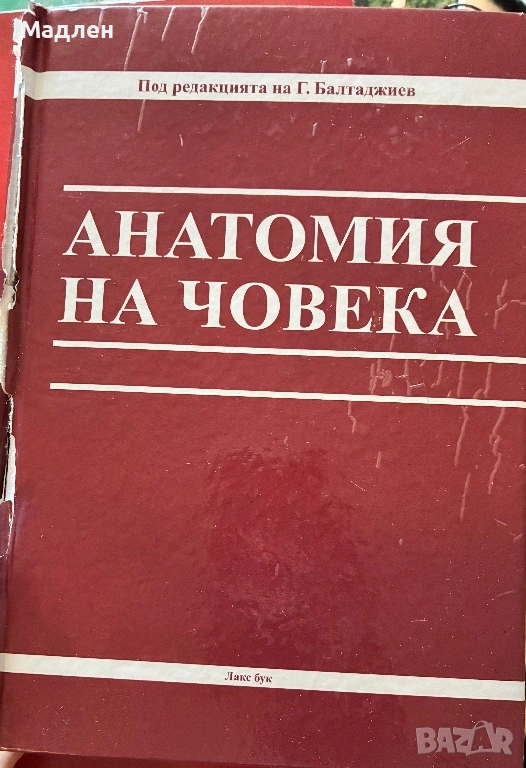 Мадлен
Под редакцията на Г. Балтаджиев
АНАТОМИЯ
НА ЧОВЕКА
Лакс бук
BAZAR